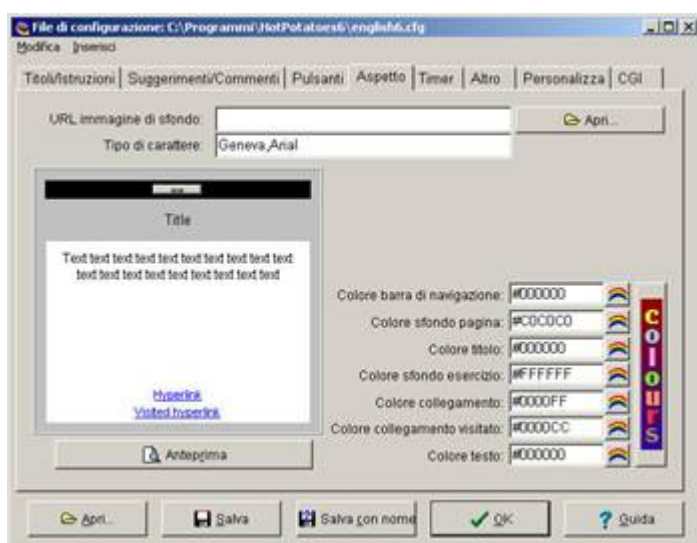 File di configurazione: C:\Programmi\HotPotatoes6\english6.cfg
Modifica Inserisci
Titoli/Istruzioni Suggerimenti/Commenti Pulsanti Aspetto Timer Altro Personalizza CGI
URL immagine di sfondo: Apri...
Tipo di carattere: Geneva,Arial
Title
Text text text text text text text text text text
text text text text text text text text text
Hyperlink
Visited hyperlink
Anteprima
Colore barra di navigazione: #000000
Colore sfondo pagina: #C0C0C0
Colore titolo: #000000
Colore sfondo esercizio: #FFFFFF
Colore collegamento: #0000FF
Colore collegamento visitato: #0000CC
Colore testo: #000000
colours
Apri... Salva Salva con nome OK Guida